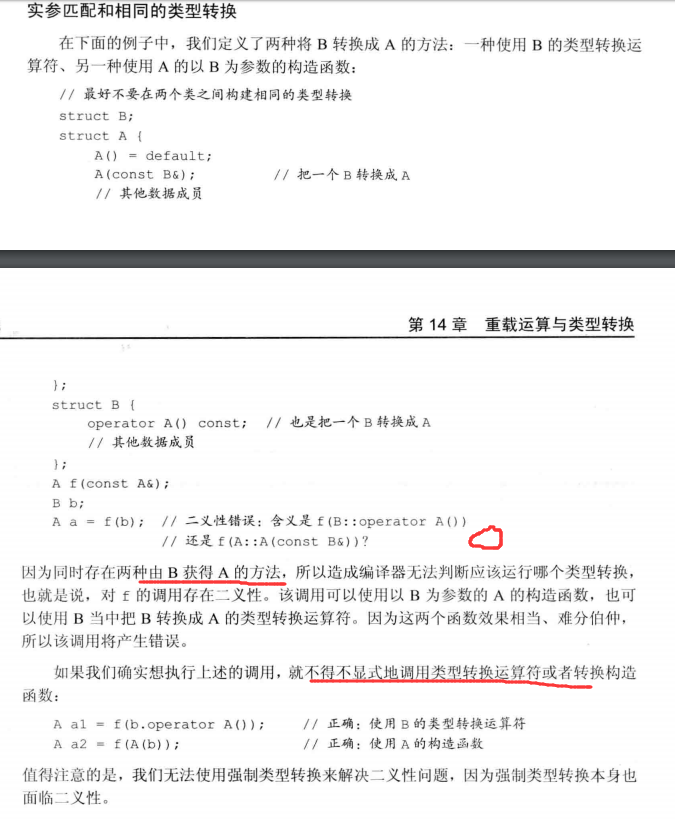 实参匹配和相同的类型转换
在下面的例子中，我们定义了两种将 B 转换成 A 的方法：一种使用 B 的类型转换运
算符、另一种使用 A 的以 B 为参数的构造函数：
// 最好不要在两个类之间构建相同的类型转换
struct B;
struct A {
A() = default;
A(const B&); // 把一个 B 转换成 A
// 其他数据成员
第 14 章 重载运算与类型转换
};
struct B {
operator A() const; // 也是把一个 B 转换成 A
// 其他数据成员
};
A f(const A&);
B b;
A a = f(b); // 二义性错误：含义是 f(B::operator A())
// 还是 f(A::A(const B&))?
因为同时存在两种由 B 获得 A 的方法，所以造成编译器无法判断应该运行哪个类型转换，
也就是说，对 f 的调用存在二义性。该调用可以使用以 B 为参数的 A 的构造函数，也可
以使用 B 当中把 B 转换成 A 的类型转换运算符。因为这两个函数效果相当、难分伯仲，
所以该调用将产生错误。
如果我们确实想执行上述的调用，就不得不显式地调用类型转换运算符或者转换构造
函数：
A a1 = f(b.operator A()); // 正确：使用 B 的类型转换运算符
A a2 = f(A(b)); // 正确：使用 A 的构造函数
值得注意的是，我们无法使用强制类型转换来解决二义性问题，因为强制类型转换本身也
面临二义性。